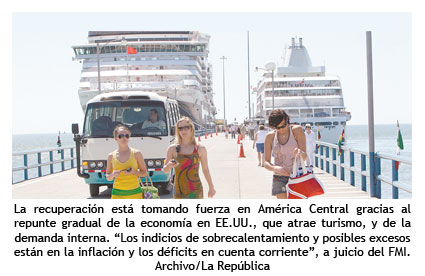 La recuperación está tomando fuerza en América Central gracias al
repunte gradual de la economía en EE.UU., que atrae turismo, y de la
demanda interna. “Los indicios de sobrecalentamiento y posibles excesos
están en la inflación y los déficits en cuenta corriente”, a juicio del FMI.
Archivo/La República